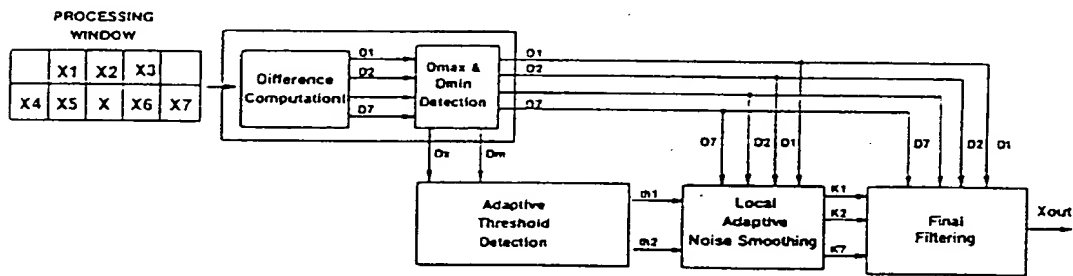 PROCESSING
WINDOW
X1 X2 X3
X4 X5 X X6 X7
Difference
Computation
D1
D2
D7
Dmax &
Dmin
Detection
D1
D2
D7
Ds
Dm
Adaptive
Threshold
Detection
th1
th2
D7
D2
D1
Local
Adaptive
Noise Smoothing
K1
K2
K7
D7
D2
D1
Final
Filtering
Xout